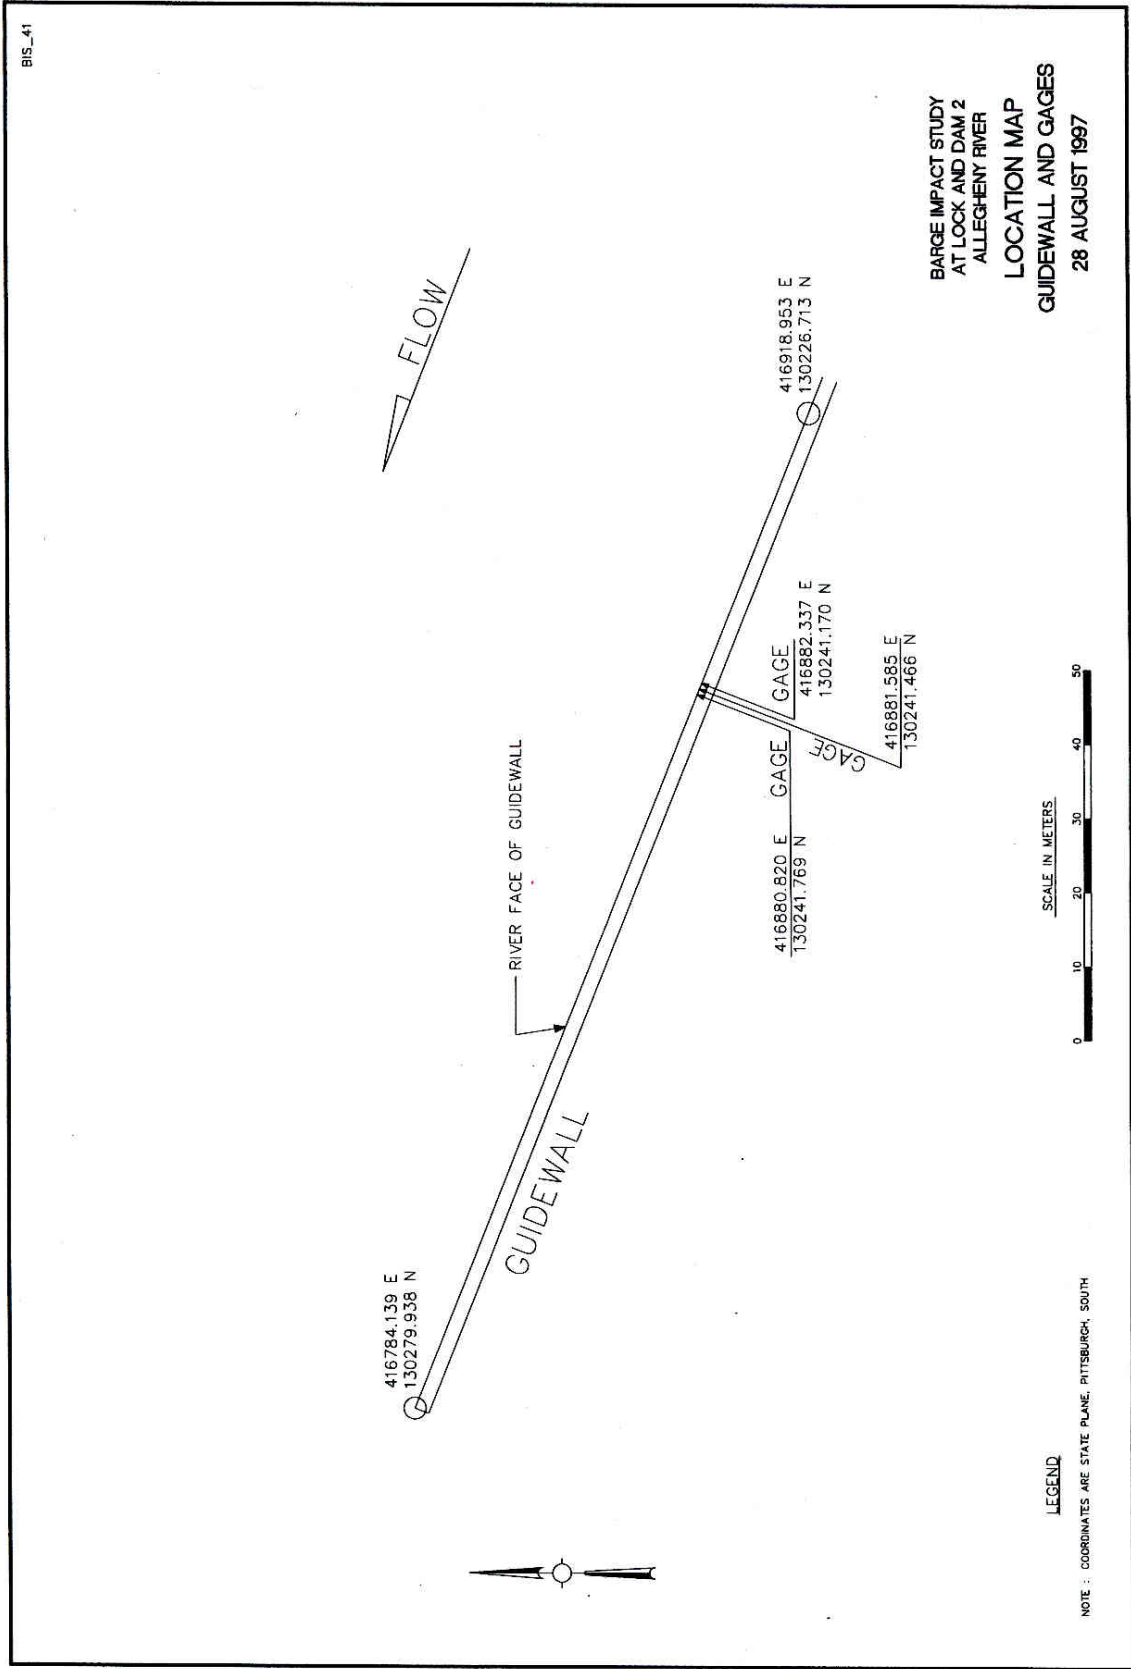 BIS_41
FLOW
416784.139 E
130279.938 N
RIVER FACE OF GUIDEWALL
GUIDEWALL
416918.953 E
130226.713 N
416880.820 E
130241.769 N
GAGE
GAGE
416882.337 E
130241.170 N
GAGE
416881.585 E
130241.466 N
BARGE IMPACT STUDY
AT LOCK AND DAM 2
ALLEGHENY RIVER
LOCATION MAP
GUIDEWALL AND GAGES
28 AUGUST 1997
LEGEND
NOTE : COORDINATES ARE STATE PLANE, PITTSBURGH, SOUTH
SCALE IN METERS
0 10 20 30 40 50